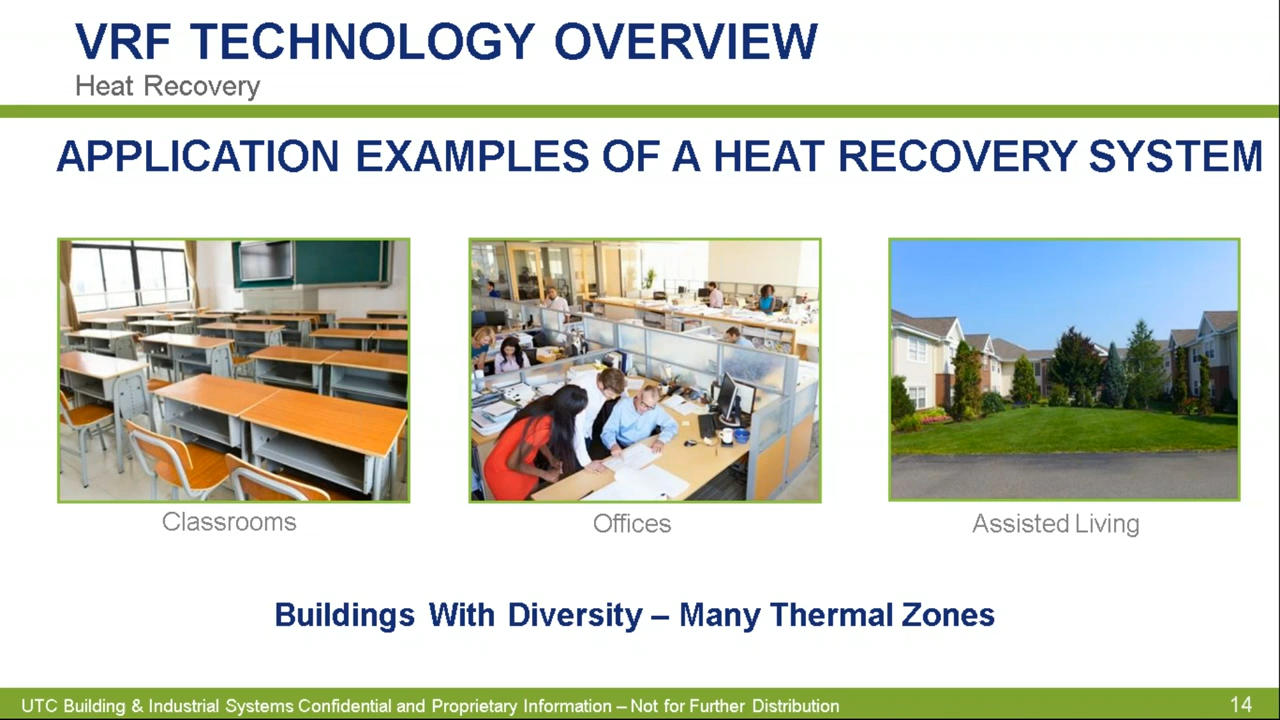 VRF TECHNOLOGY OVERVIEW
Heat Recovery
APPLICATION EXAMPLES OF A HEAT RECOVERY SYSTEM
Classrooms
Offices
Assisted Living
Buildings With Diversity – Many Thermal Zones
UTC Building & Industrial Systems Confidential and Proprietary Information – Not for Further Distribution
14